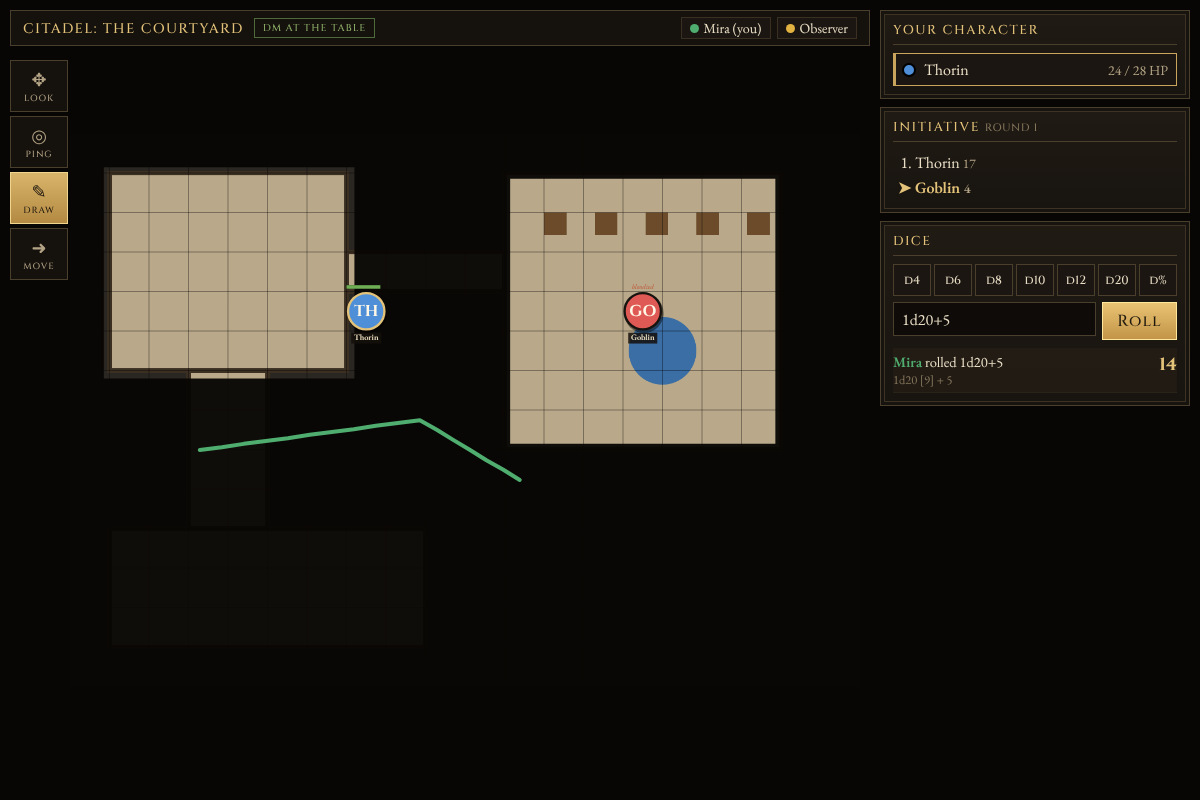 CITADEL: THE COURTYARD
DM AT THE TABLE
Mira (you)
Observer
LOOK
PING
DRAW
MOVE
TH
Thorin
bloodied
GO
Goblin
YOUR CHARACTER
Thorin 24 / 28 HP
INITIATIVE ROUND 1
1. Thorin 17
➤ Goblin 4
DICE
D4 D6 D8 D10 D12 D20 D%
1d20+5 ROLL
Mira rolled 1d20+5 14
1d20 [9] + 5